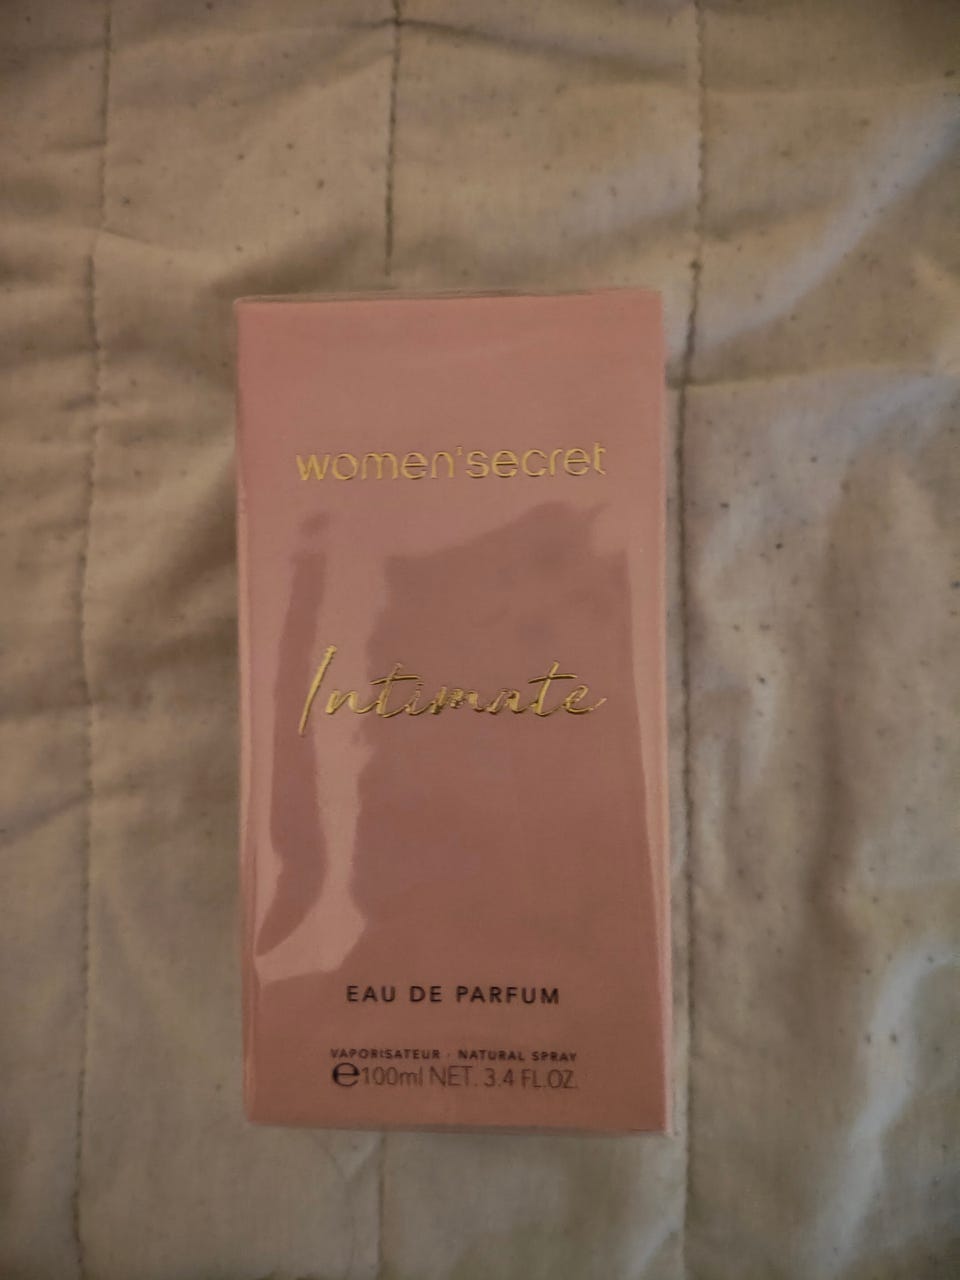 women'secret
Intimate
EAU DE PARFUM
VAPORISATEUR · NATURAL SPRAY
℮100ml NET. 3.4 FL.OZ.